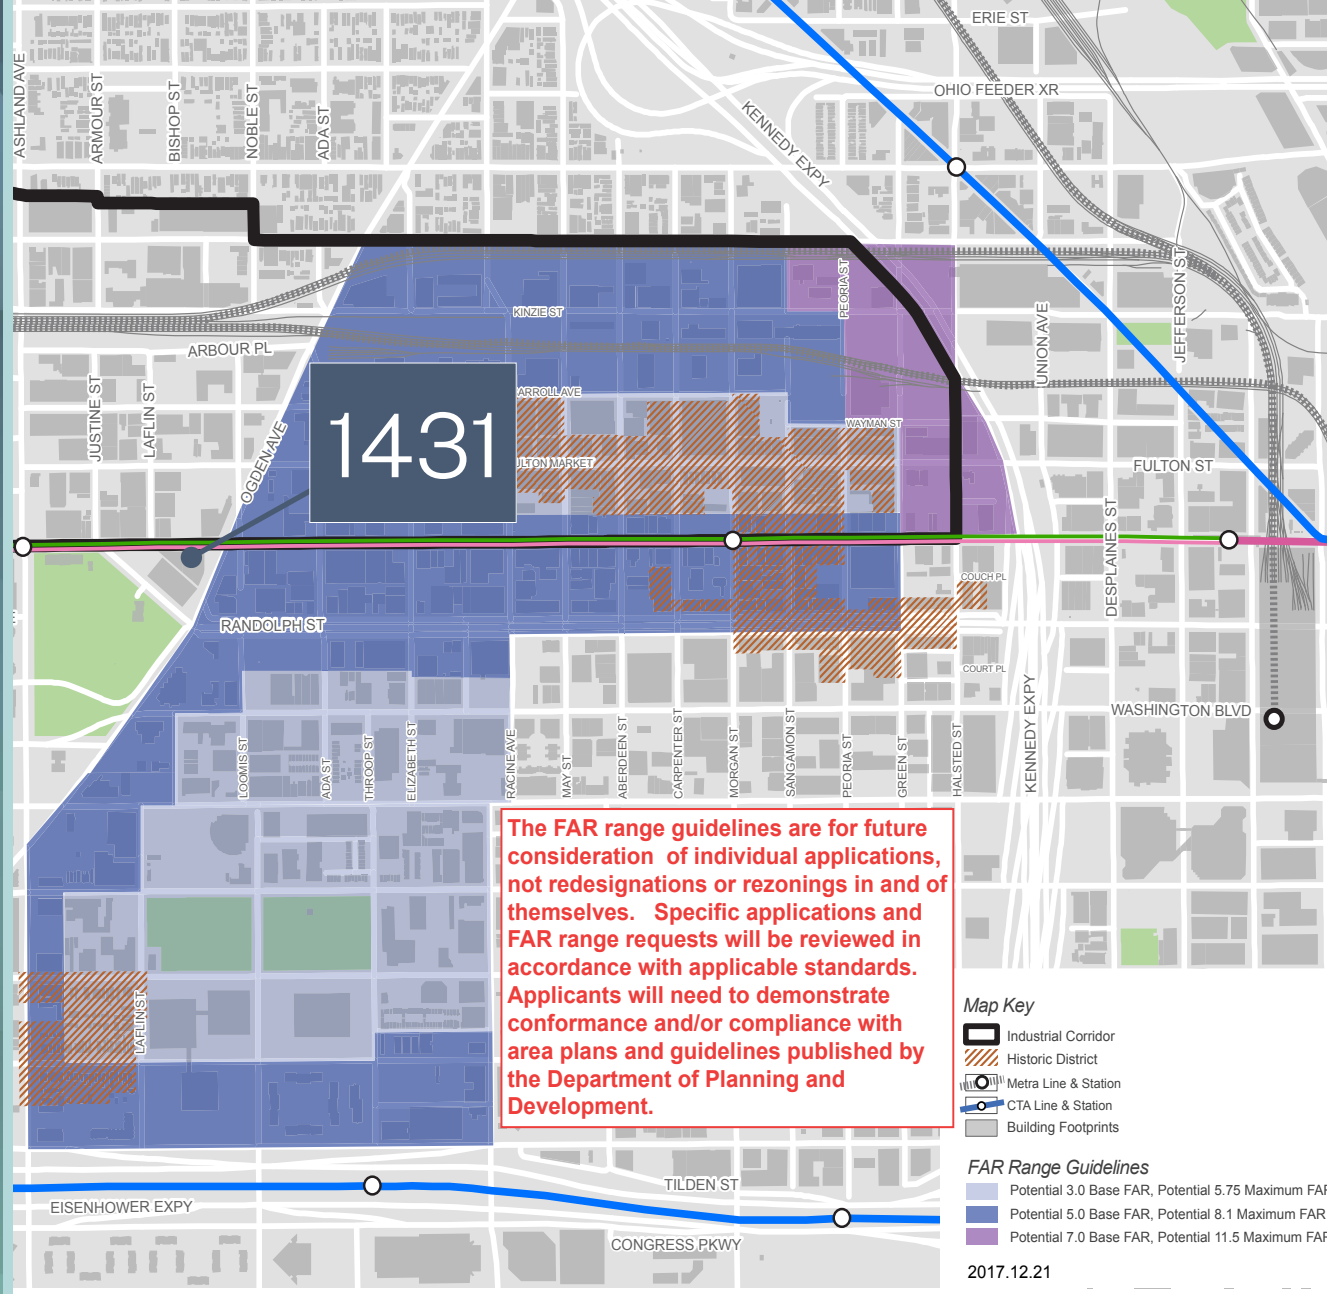 ERIE ST
OHIO FEEDER XR
KENNEDY EXPY
ASHLAND AVE
ARMOUR ST
BISHOP ST
NOBLE ST
ADA ST
PEORIA ST
KINZIE ST
ARBOUR PL
UNION AVE
JEFFERSON ST
JUSTINE ST
LAFLIN ST
OGDEN AVE
1431
ARROLL AVE
WAYMAN ST
LTON MARKET
FULTON ST
DESPLAINES ST
COUCH PL
RANDOLPH ST
COURT PL
KENNEDY EXPY
WASHINGTON BLVD
LOOMIS ST
ADA ST
THROOP ST
ELIZABETH ST
RACINE AVE
MAY ST
ABERDEEN ST
CARPENTER ST
MORGAN ST
SANGAMON ST
PEORIA ST
GREEN ST
HALSTED ST
The FAR range guidelines are for future
consideration of individual applications,
not redesignations or rezonings in and of
themselves. Specific applications and
FAR range requests will be reviewed in
accordance with applicable standards.
Applicants will need to demonstrate
conformance and/or compliance with
area plans and guidelines published by
the Department of Planning and
Development.
LAFLIN ST
Map Key
Industrial Corridor
Historic District
Metra Line & Station
CTA Line & Station
Building Footprints
FAR Range Guidelines
Potential 3.0 Base FAR, Potential 5.75 Maximum FAR
Potential 5.0 Base FAR, Potential 8.1 Maximum FAR
Potential 7.0 Base FAR, Potential 11.5 Maximum FAR
2017.12.21
TILDEN ST
EISENHOWER EXPY
CONGRESS PKWY